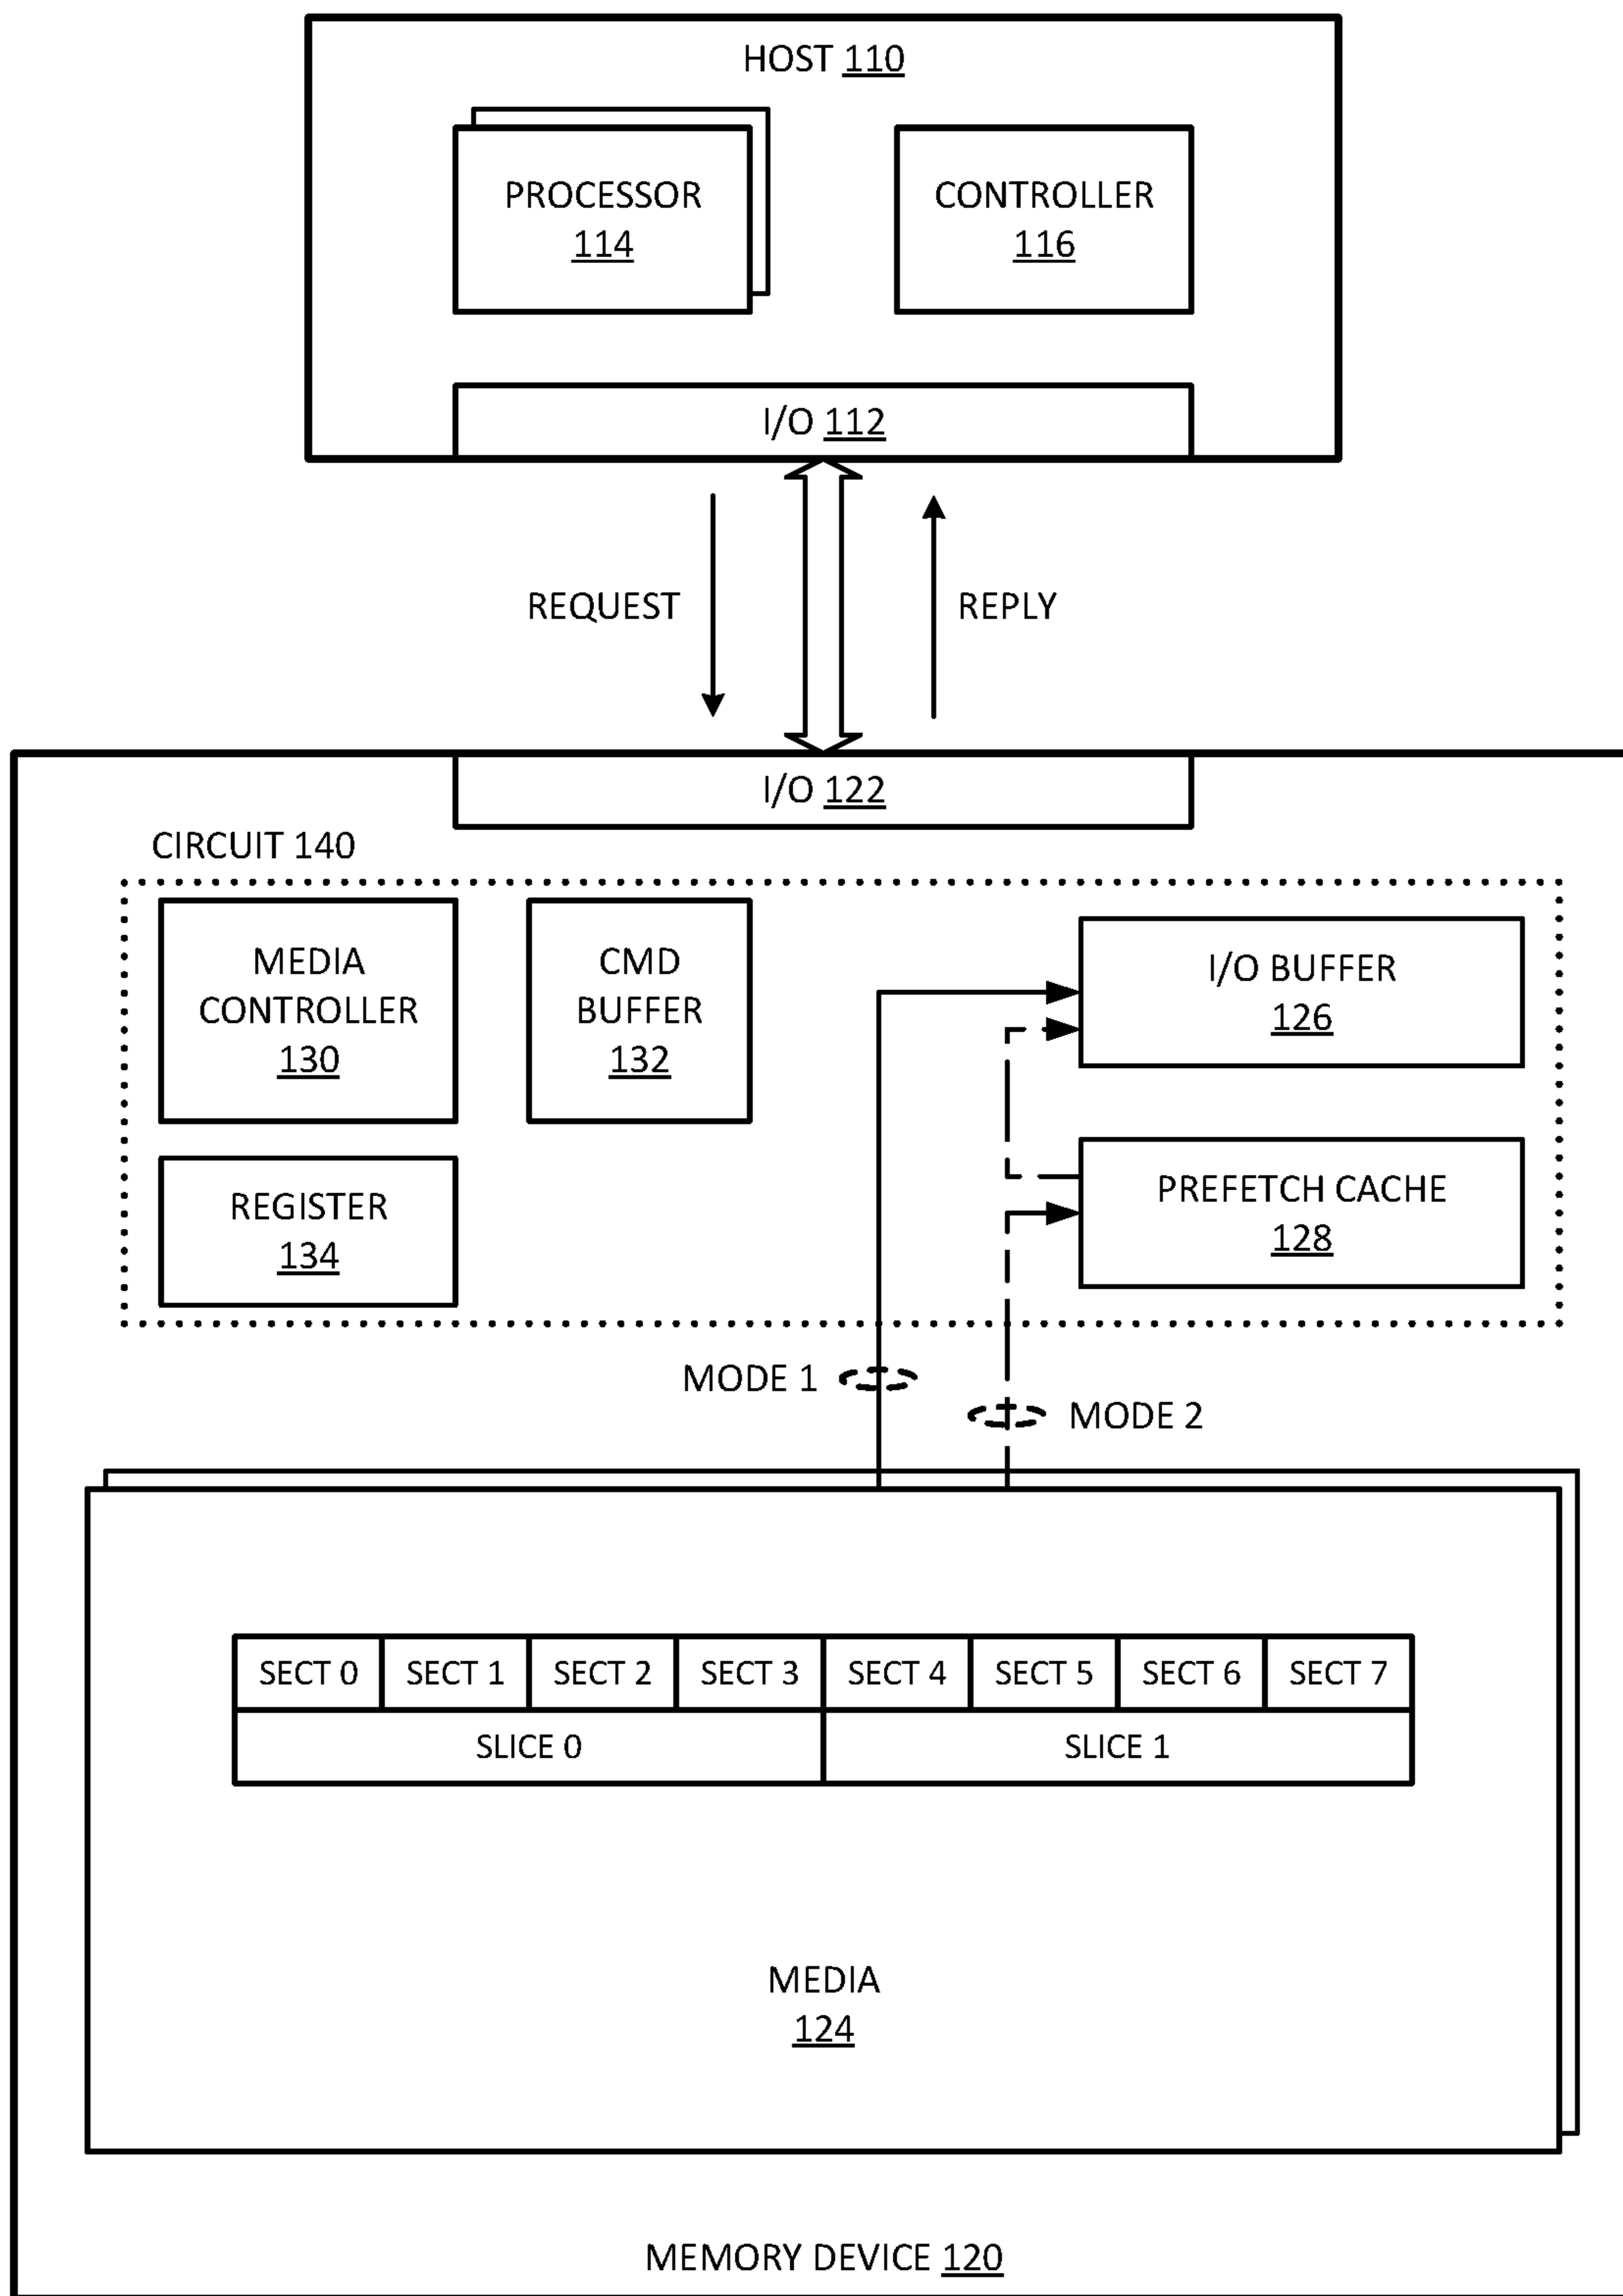 HOST 110
PROCESSOR
114
CONTROLLER
116
I/O 112
REQUEST
REPLY
I/O 122
CIRCUIT 140
MEDIA
CONTROLLER
130
CMD
BUFFER
132
I/O BUFFER
126
REGISTER
134
PREFETCH CACHE
128
MODE 1
MODE 2
SECT 0 SECT 1 SECT 2 SECT 3 SECT 4 SECT 5 SECT 6 SECT 7
SLICE 0 SLICE 1
MEDIA
124
MEMORY DEVICE 120